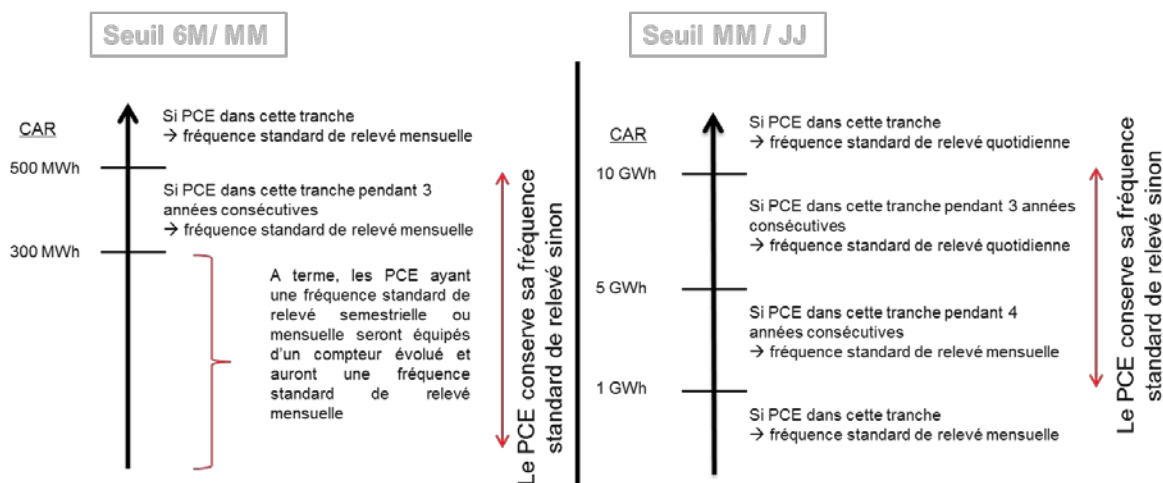 Seuil 6M/ MM
CAR
Si PCE dans cette tranche
→ fréquence standard de relevé mensuelle
500 MWh
Si PCE dans cette tranche pendant 3
années consécutives
→ fréquence standard de relevé mensuelle
300 MWh
A terme, les PCE ayant
une fréquence standard de
relevé semestrielle ou
mensuelle seront équipés
d'un compteur évolué et
auront une fréquence
standard de relevé
mensuelle
Le PCE conserve sa fréquence
standard de relevé sinon
Seuil MM / JJ
CAR
Si PCE dans cette tranche
→ fréquence standard de relevé quotidienne
10 GWh
Si PCE dans cette tranche pendant 3 années
consécutives
→ fréquence standard de relevé quotidienne
5 GWh
Si PCE dans cette tranche pendant 4
années consécutives
→ fréquence standard de relevé mensuelle
1 GWh
Si PCE dans cette tranche
→ fréquence standard de relevé mensuelle
Le PCE conserve sa fréquence
standard de relevé sinon